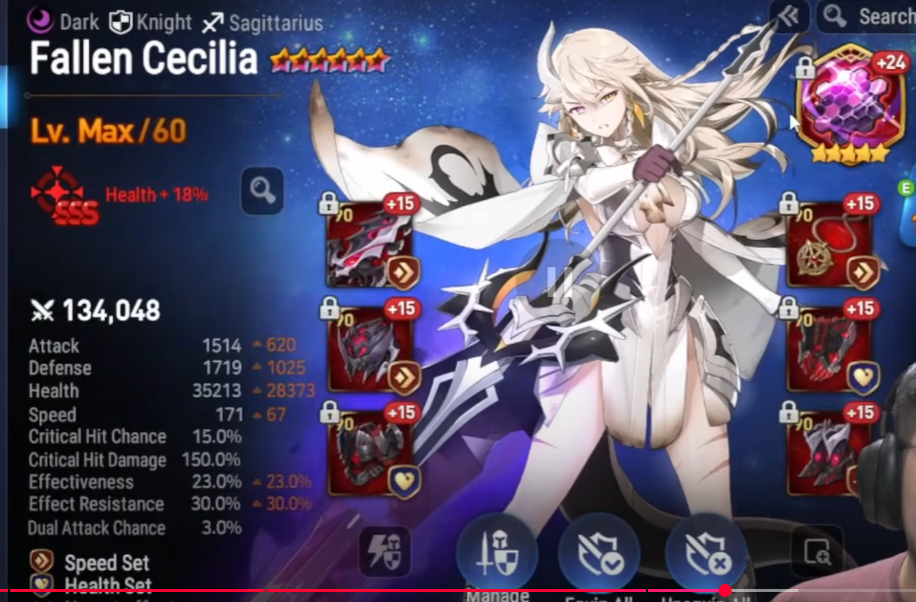 Dark Knight Sagittarius
Search
Fallen Cecilia
+24
Lv. Max/60
SSS Health + 18%
+15
+15
134,048
+15
+15
Attack 1514 620
Defense 1719 1025
Health 35213 28373
Speed 171 67
+15
+15
Critical Hit Chance 15.0%
Critical Hit Damage 150.0%
Effectiveness 23.0% 23.0%
Effect Resistance 30.0% 30.0%
Dual Attack Chance 3.0%
E
Speed Set
Health Set
Manage